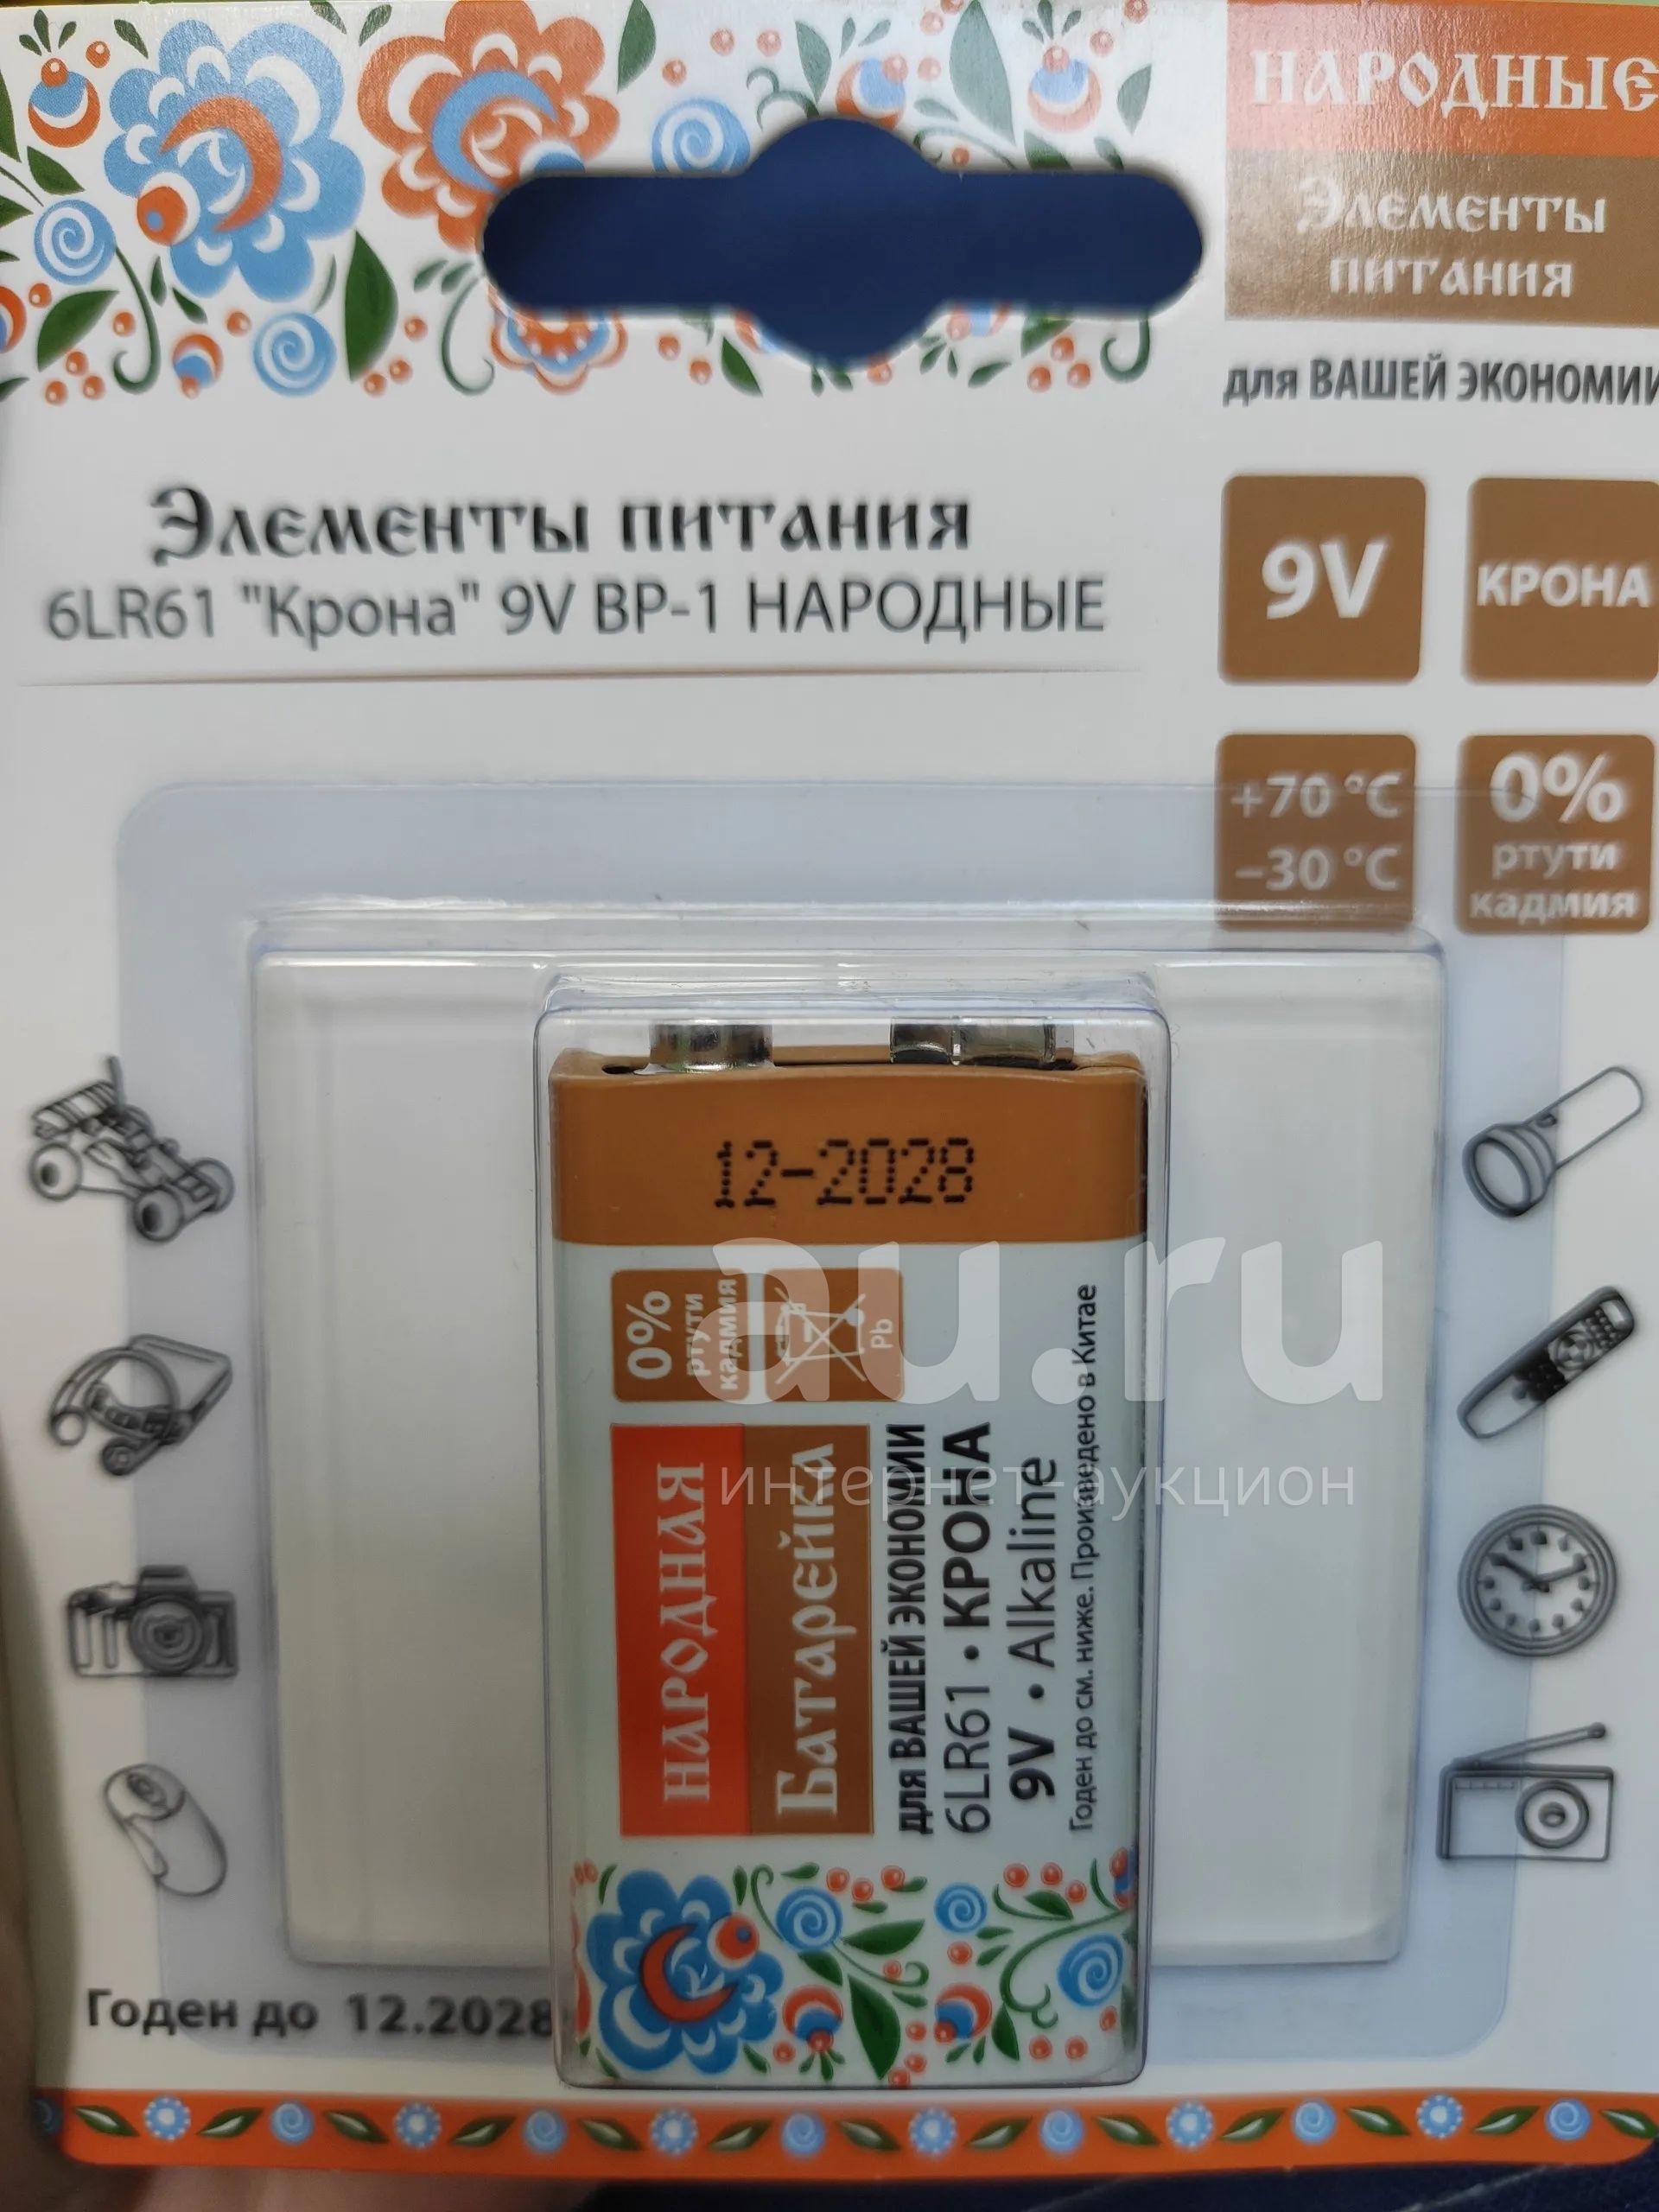 НАРОДНЫЕ
Элементы
питания
для ВАШЕЙ ЭКОНОМИИ
Элементы питания
6LR61 "Крона" 9V BP-1 НАРОДНЫЕ
9V
КРОНА
+70 °C
–30 °C
0%
ртути
кадмия
12-2028
0%
ртути
кадмия
Pb
НАРОДНАЯ
Батарейка
для ВАШЕЙ ЭКОНОМИИ
6LR61 • КРОНА
9V • Alkaline
Годен до см. ниже. Произведено в Китае
au.ru
интернет-аукцион
Годен до 12.2028